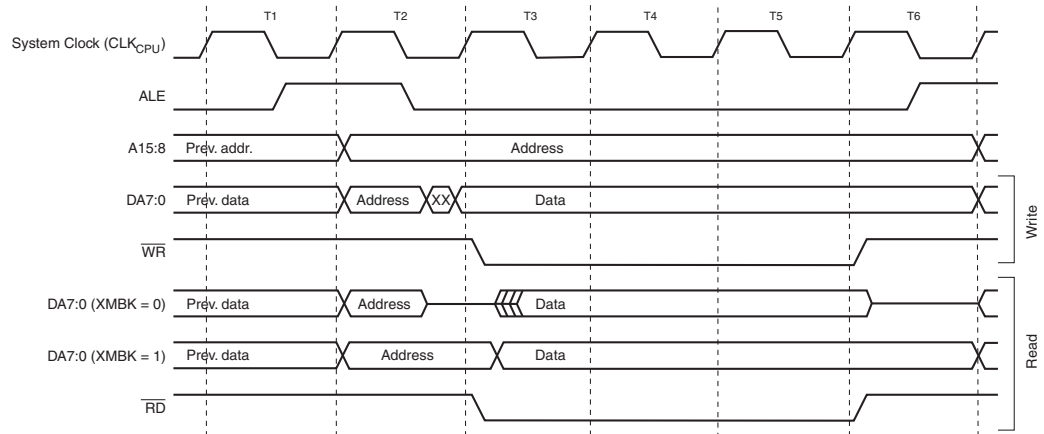 T1 T2 T3 T4 T5 T6
System Clock (CLKCPU)
ALE
A15:8 Prev. addr. Address
DA7:0 Prev. data Address XX Data
WR
Write
DA7:0 (XMBK = 0) Prev. data Address Data
DA7:0 (XMBK = 1) Prev. data Address Data
RD
Read